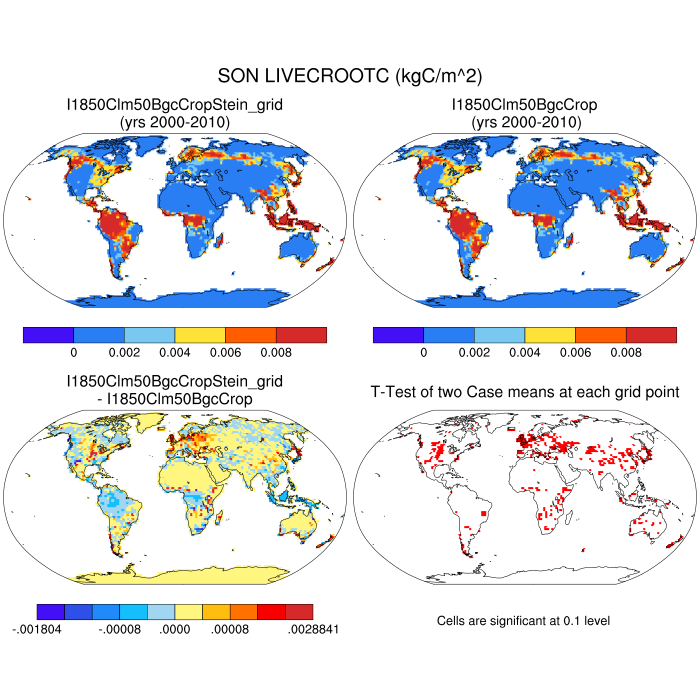 SON LIVECROOTC (kgC/m^2)
I1850Clm50BgcCropStein_grid
(yrs 2000-2010)
I1850Clm50BgcCrop
(yrs 2000-2010)
0 0.002 0.004 0.006 0.008
0 0.002 0.004 0.006 0.008
I1850Clm50BgcCropStein_grid
- I1850Clm50BgcCrop
T-Test of two Case means at each grid point
-.001804 -.00008 .0000 .00008 .0028841
Cells are significant at 0.1 level